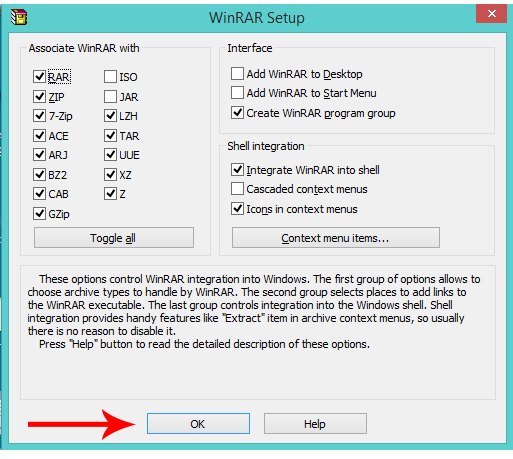 WinRAR Setup
Associate WinRAR with
RAR
ISO
ZIP
JAR
7-Zip
LZH
ACE
TAR
ARJ
UUE
BZ2
XZ
CAB
Z
GZip
Toggle all
Interface
Add WinRAR to Desktop
Add WinRAR to Start Menu
Create WinRAR program group
Shell integration
Integrate WinRAR into shell
Cascaded context menus
Icons in context menus
Context menu items...
These options control WinRAR integration into Windows. The first group of options allows to
choose archive types to handle by WinRAR. The second group selects places to add links to
the WinRAR executable. The last group controls integration into the Windows shell. Shell
integration provides handy features like "Extract" item in archive context menus, so usually
there is no reason to disable it.
Press "Help" button to read the detailed description of these options.
OK
Help